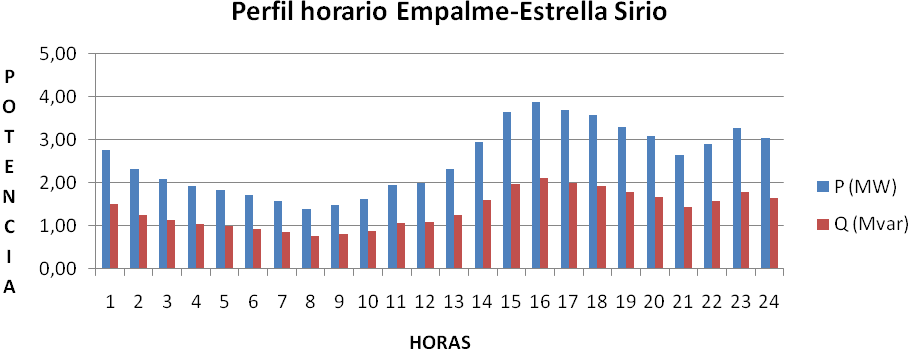 Perfil horario Empalme-Estrella Sirio
POTENCIA
5,00
4,00
3,00
2,00
1,00
0,00
1 2 3 4 5 6 7 8 9 10 11 12 13 14 15 16 17 18 19 20 21 22 23 24
HORAS
P (MW)
Q (Mvar)